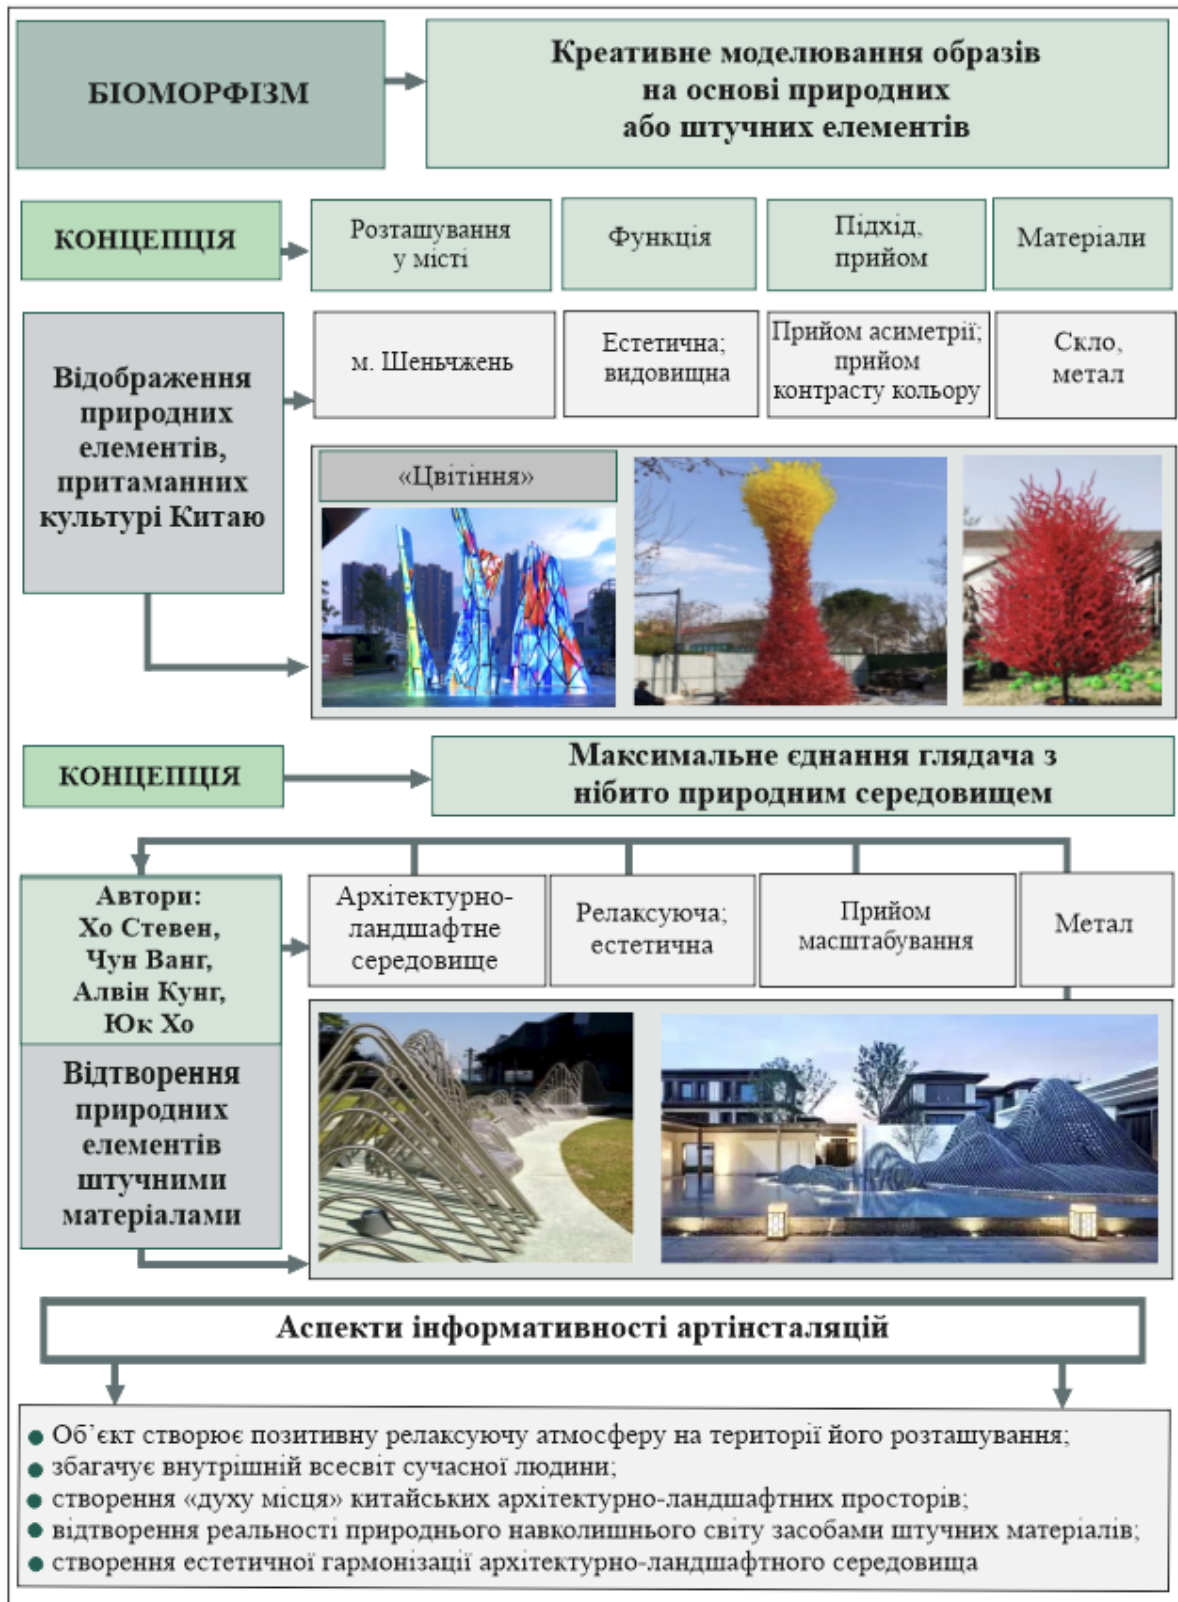 БІОМОРФІЗМ
Креативне моделювання образів
на основі природних
або штучних елементів
КОНЦЕПЦІЯ
Розташування
у місті
Функція
Підхід,
прийом
Матеріали
Відображення
природних
елементів,
притаманних
культурі Китаю
м. Шеньчжень
Естетична;
видовищна
Прийом асиметрії;
прийом
контрасту кольору
Скло,
метал
«Цвітіння»
КОНЦЕПЦІЯ
Максимальне єднання глядача з
нібито природним середовищем
Автори:
Хо Стевен,
Чун Ванг,
Алвін Кунг,
Юк Хо
Архітектурно-
ландшафтне
середовище
Релаксуюча;
естетична
Прийом
масштабування
Метал
Відтворення
природних
елементів
штучними
матеріалами
Аспекти інформативності артінсталяцій
Об’єкт створює позитивну релаксуючу атмосферу на території його розташування;
збагачує внутрішній всесвіт сучасної людини;
створення «духу місця» китайських архітектурно-ландшафтних просторів;
відтворення реальності природнього навколишнього світу засобами штучних матеріалів;
створення естетичної гармонізації архітектурно-ландшафтного середовища